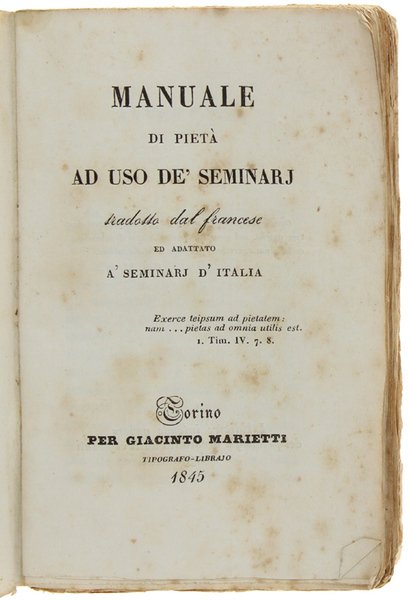 MANUALE
DI PIETÀ
AD USO DE' SEMINARJ
tradotto dal francese
ED ADATTATO
A' SEMINARJ D' ITALIA
Exerce teipsum ad pietatem:
nam ... pietas ad omnia utilis est.
1. Tim. IV. 7. 8.
Torino
PER GIACINTO MARIETTI
TIPOGRAFO-LIBRAJO
1845